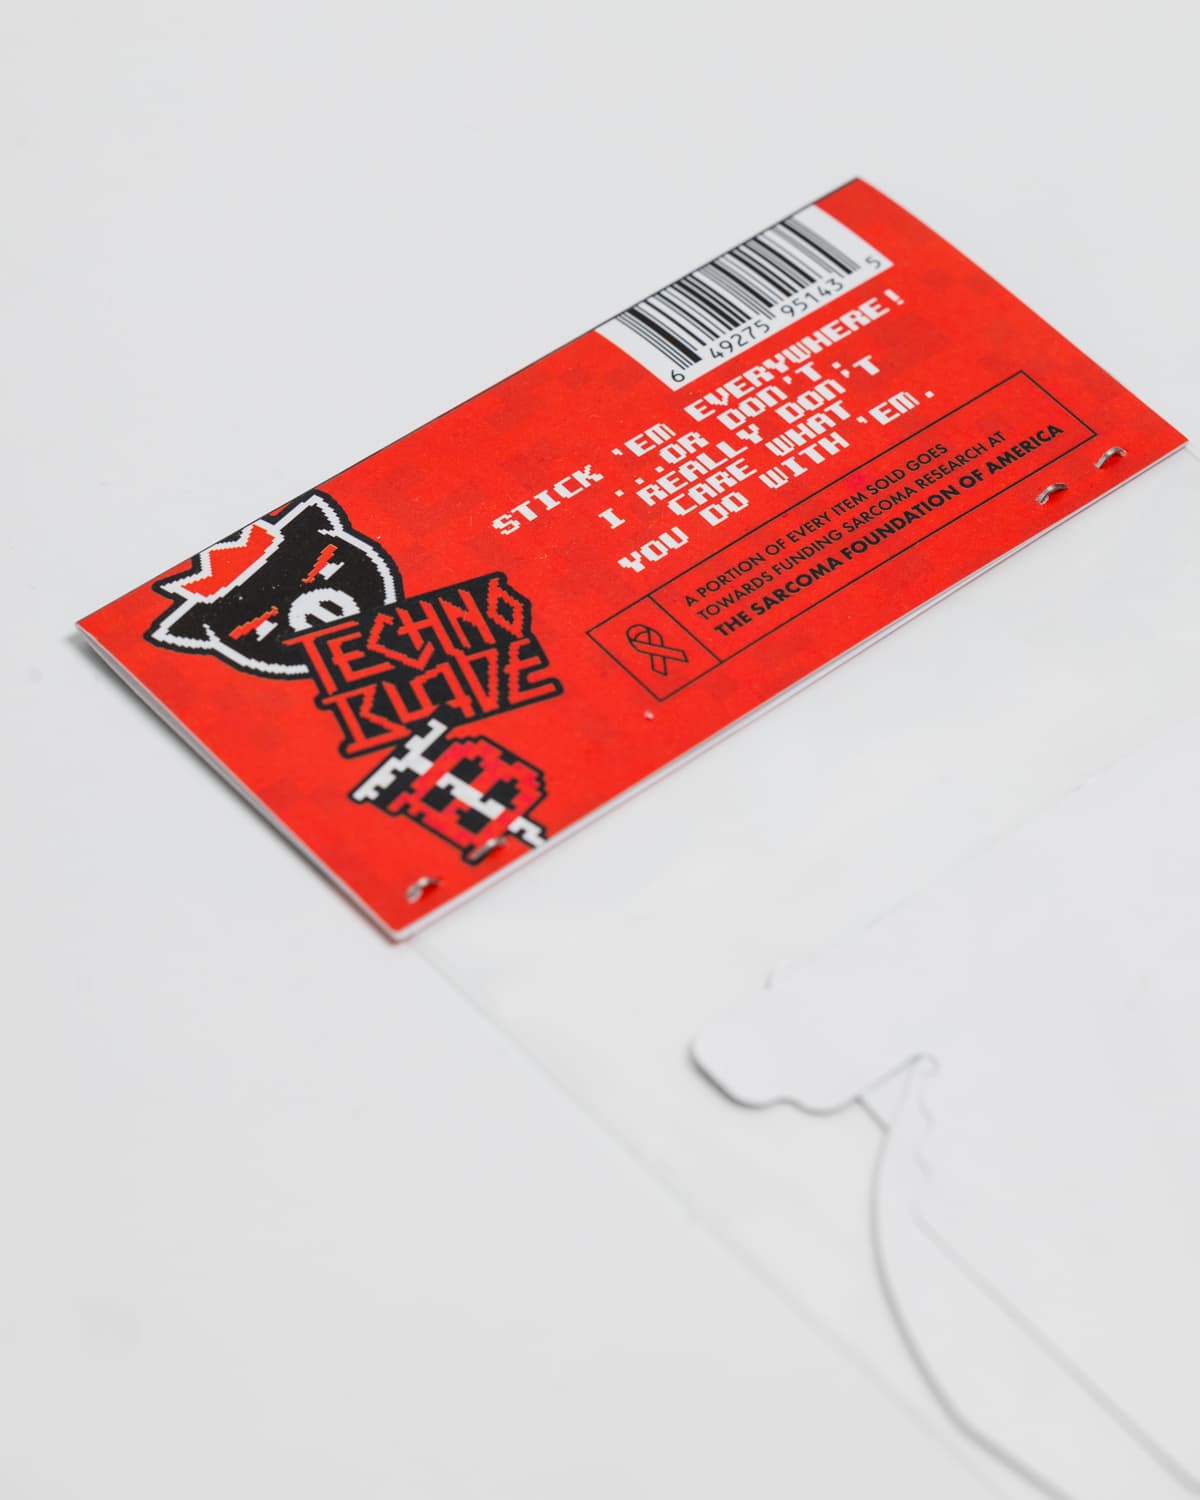 6 49275 95143 5
STICK 'EM EVERYWHERE!
...OR DON'T.
I REALLY DON'T
CARE WHAT
YOU DO WITH 'EM.
A PORTION OF EVERY ITEM SOLD GOES
TOWARDS FUNDING SARCOMA RESEARCH AT
THE SARCOMA FOUNDATION OF AMERICA
TECHNO
BLADE